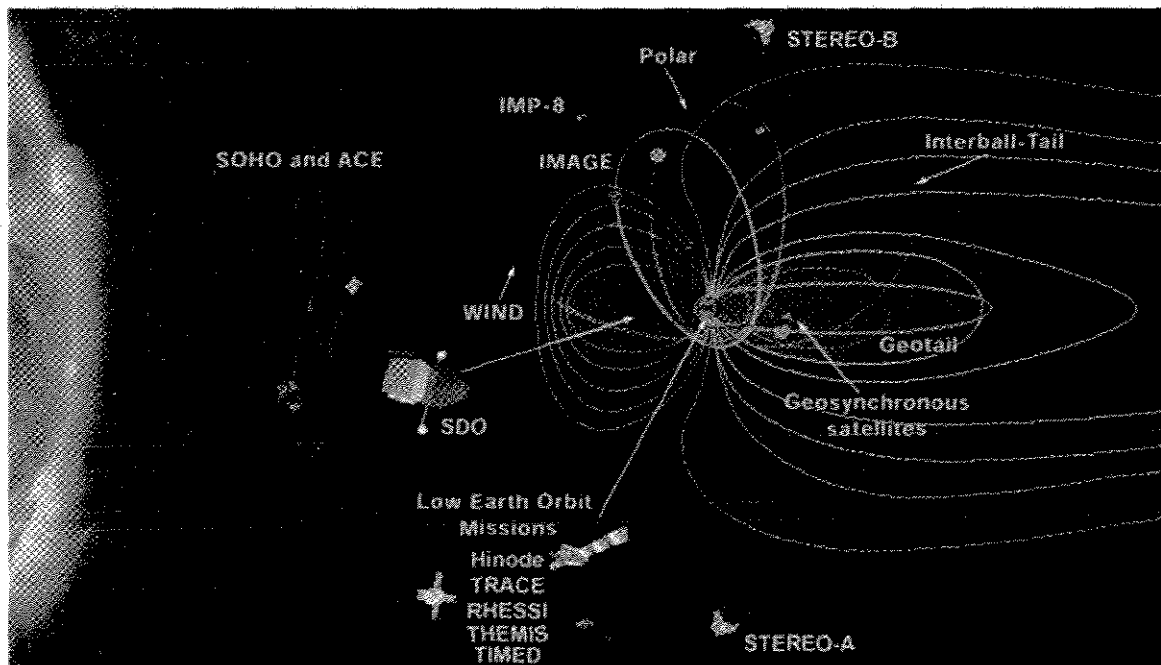 STEREO-B
Polar
IMP-8
Interball-Tail
SOHO and ACE
IMAGE
WIND
Geotail
Geosynchronous
satellites
SDO
Low Earth Orbit
Missions
Hinode
TRACE
RHESSI
THEMIS
TIMED
STEREO-A